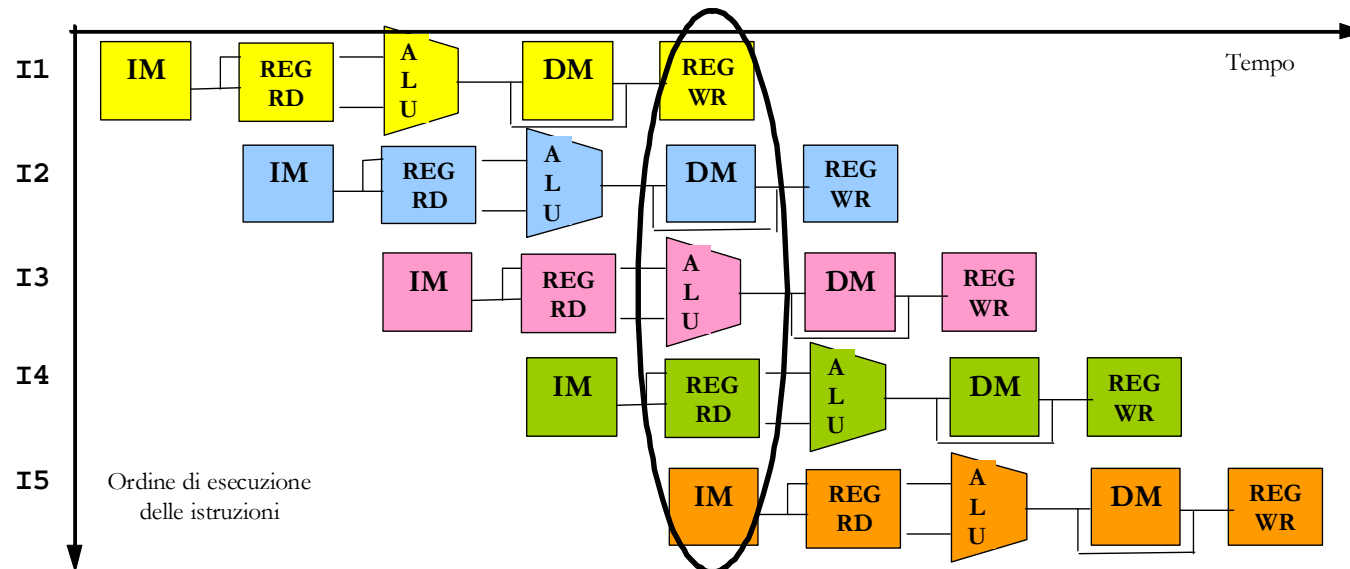 Tempo
I1
IM
REG
RD
A
L
U
DM
REG
WR
I2
IM
REG
RD
A
L
U
DM
REG
WR
I3
IM
REG
RD
A
L
U
DM
REG
WR
I4
IM
REG
RD
A
L
U
DM
REG
WR
I5
IM
REG
RD
A
L
U
DM
REG
WR
Ordine di esecuzione
delle istruzioni